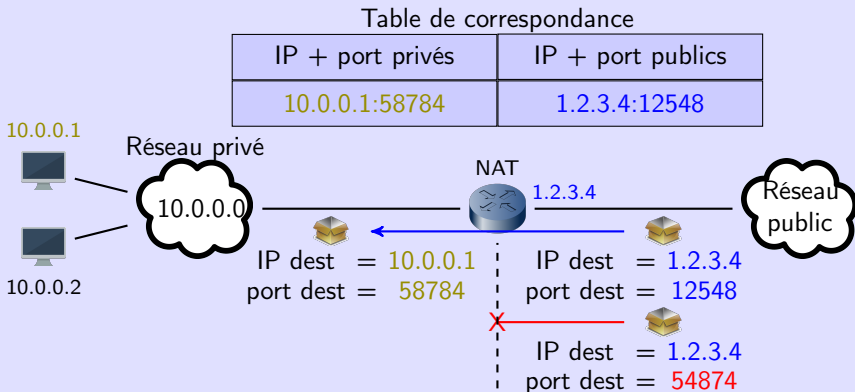 Table de correspondance
IP + port privés IP + port publics
10.0.0.1:58784 1.2.3.4:12548
10.0.0.1
Réseau privé
10.0.0.0
10.0.0.2
NAT
1.2.3.4
Réseau
public
IP dest = 10.0.0.1
port dest = 58784
IP dest = 1.2.3.4
port dest = 12548
X
IP dest = 1.2.3.4
port dest = 54874